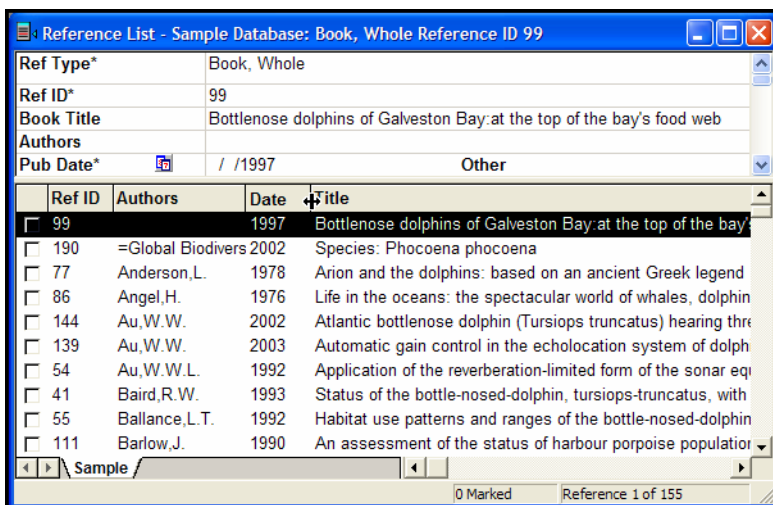 Reference List - Sample Database: Book, Whole Reference ID 99
Ref Type* Book, Whole
Ref ID* 99
Book Title Bottlenose dolphins of Galveston Bay:at the top of the bay's food web
Authors
Pub Date* / /1997 Other
Ref ID Authors Date Title
99 1997 Bottlenose dolphins of Galveston Bay:at the top of the bay's
190 =Global Biodivers 2002 Species: Phocoena phocoena
77 Anderson,L. 1978 Arion and the dolphins: based on an ancient Greek legend
86 Angel,H. 1976 Life in the oceans: the spectacular world of whales, dolphin
144 Au,W.W. 2002 Atlantic bottlenose dolphin (Tursiops truncatus) hearing thre
139 Au,W.W. 2003 Automatic gain control in the echolocation system of dolph
54 Au,W.W.L. 1992 Application of the reverberation-limited form of the sonar equ
41 Baird,R.W. 1993 Status of the bottle-nosed-dolphin, tursiops-truncatus, with
55 Ballance,L.T. 1992 Habitat use patterns and ranges of the bottle-nosed-dolphin
111 Barlow,J. 1990 An assessment of the status of harbour porpoise population
Sample
0 Marked Reference 1 of 155